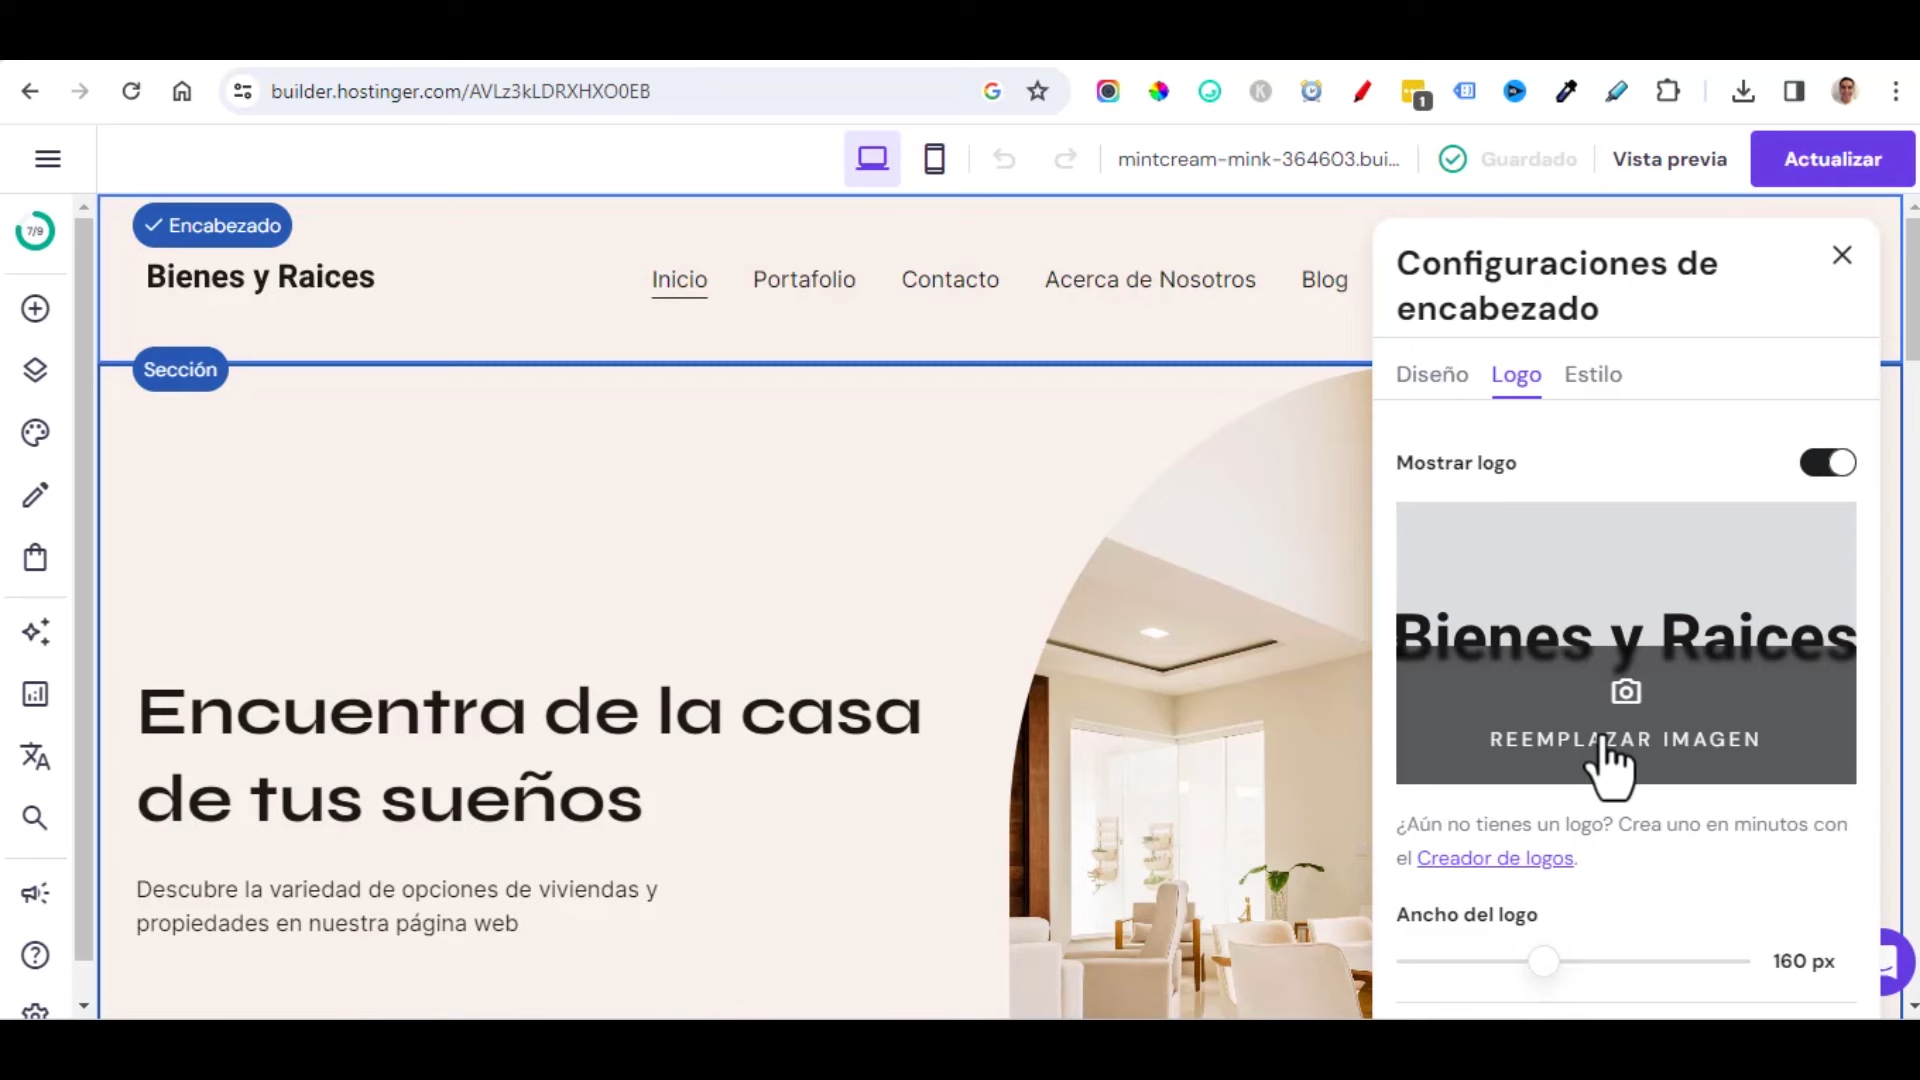 builder.hostinger.com/AVLz3kLDRXHXO0EB
1
mintcream-mink-364603.bui...
Guardado
Vista previa
Actualizar
7/9
Encabezado
Bienes y Raices
Inicio
Portafolio
Contacto
Acerca de Nosotros
Blog
Sección
Encuentra de la casa
de tus sueños
Descubre la variedad de opciones de viviendas y
propiedades en nuestra página web
Configuraciones de
encabezado
Diseño
Logo
Estilo
Mostrar logo
Bienes y Raices
REEMPLAZAR IMAGEN
¿Aún no tienes un logo? Crea uno en minutos con
el Creador de logos.
Ancho del logo
160 px